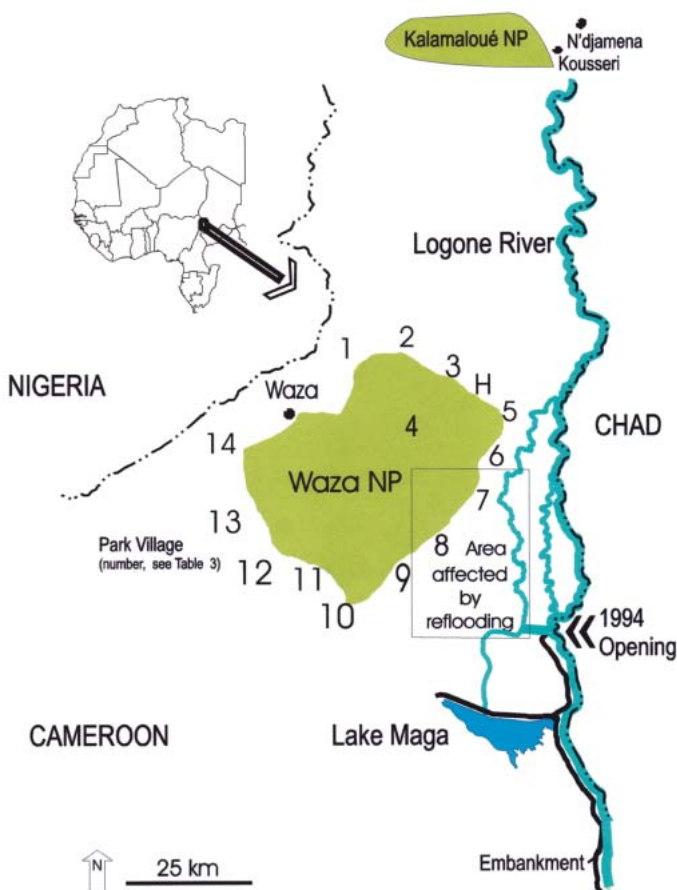 Kalamaloué NP
N'djamena
Kousseri
Logone River
NIGERIA
CHAD
Waza
Waza NP
1
2
3
H
4
5
6
7
8
9
10
11
12
13
14
Park Village
(number, see Table 3)
Area
affected
by
reflooding
1994
Opening
CAMEROON
Lake Maga
N
25 km
Embankment